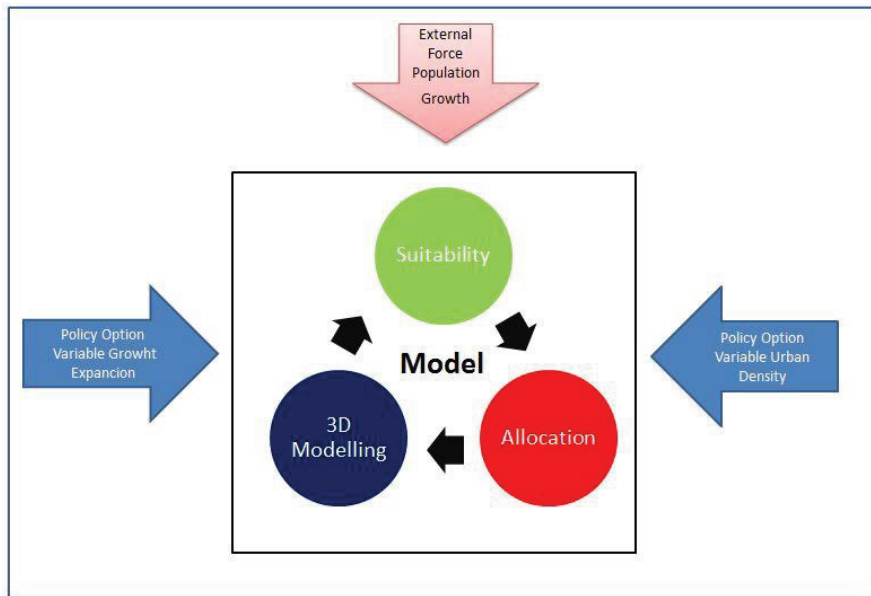 External
Force
Population
Growth
Suitability
Policy Option
Variable Growht
Expancion
Model
Policy Option
Variable Urban
Density
3D
Modelling
Allocation